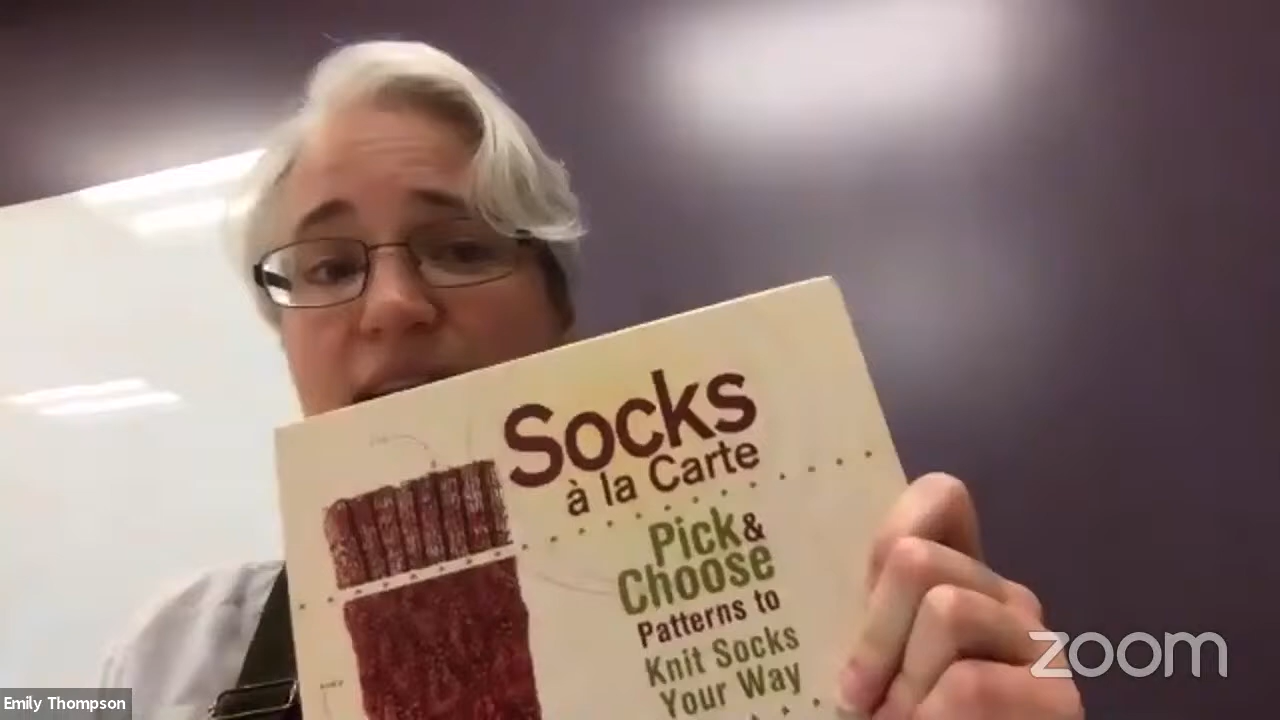 Socks
à la Carte
Pick &
Choose
Patterns to
Knit Socks
Your Way
Emily Thompson
zoom